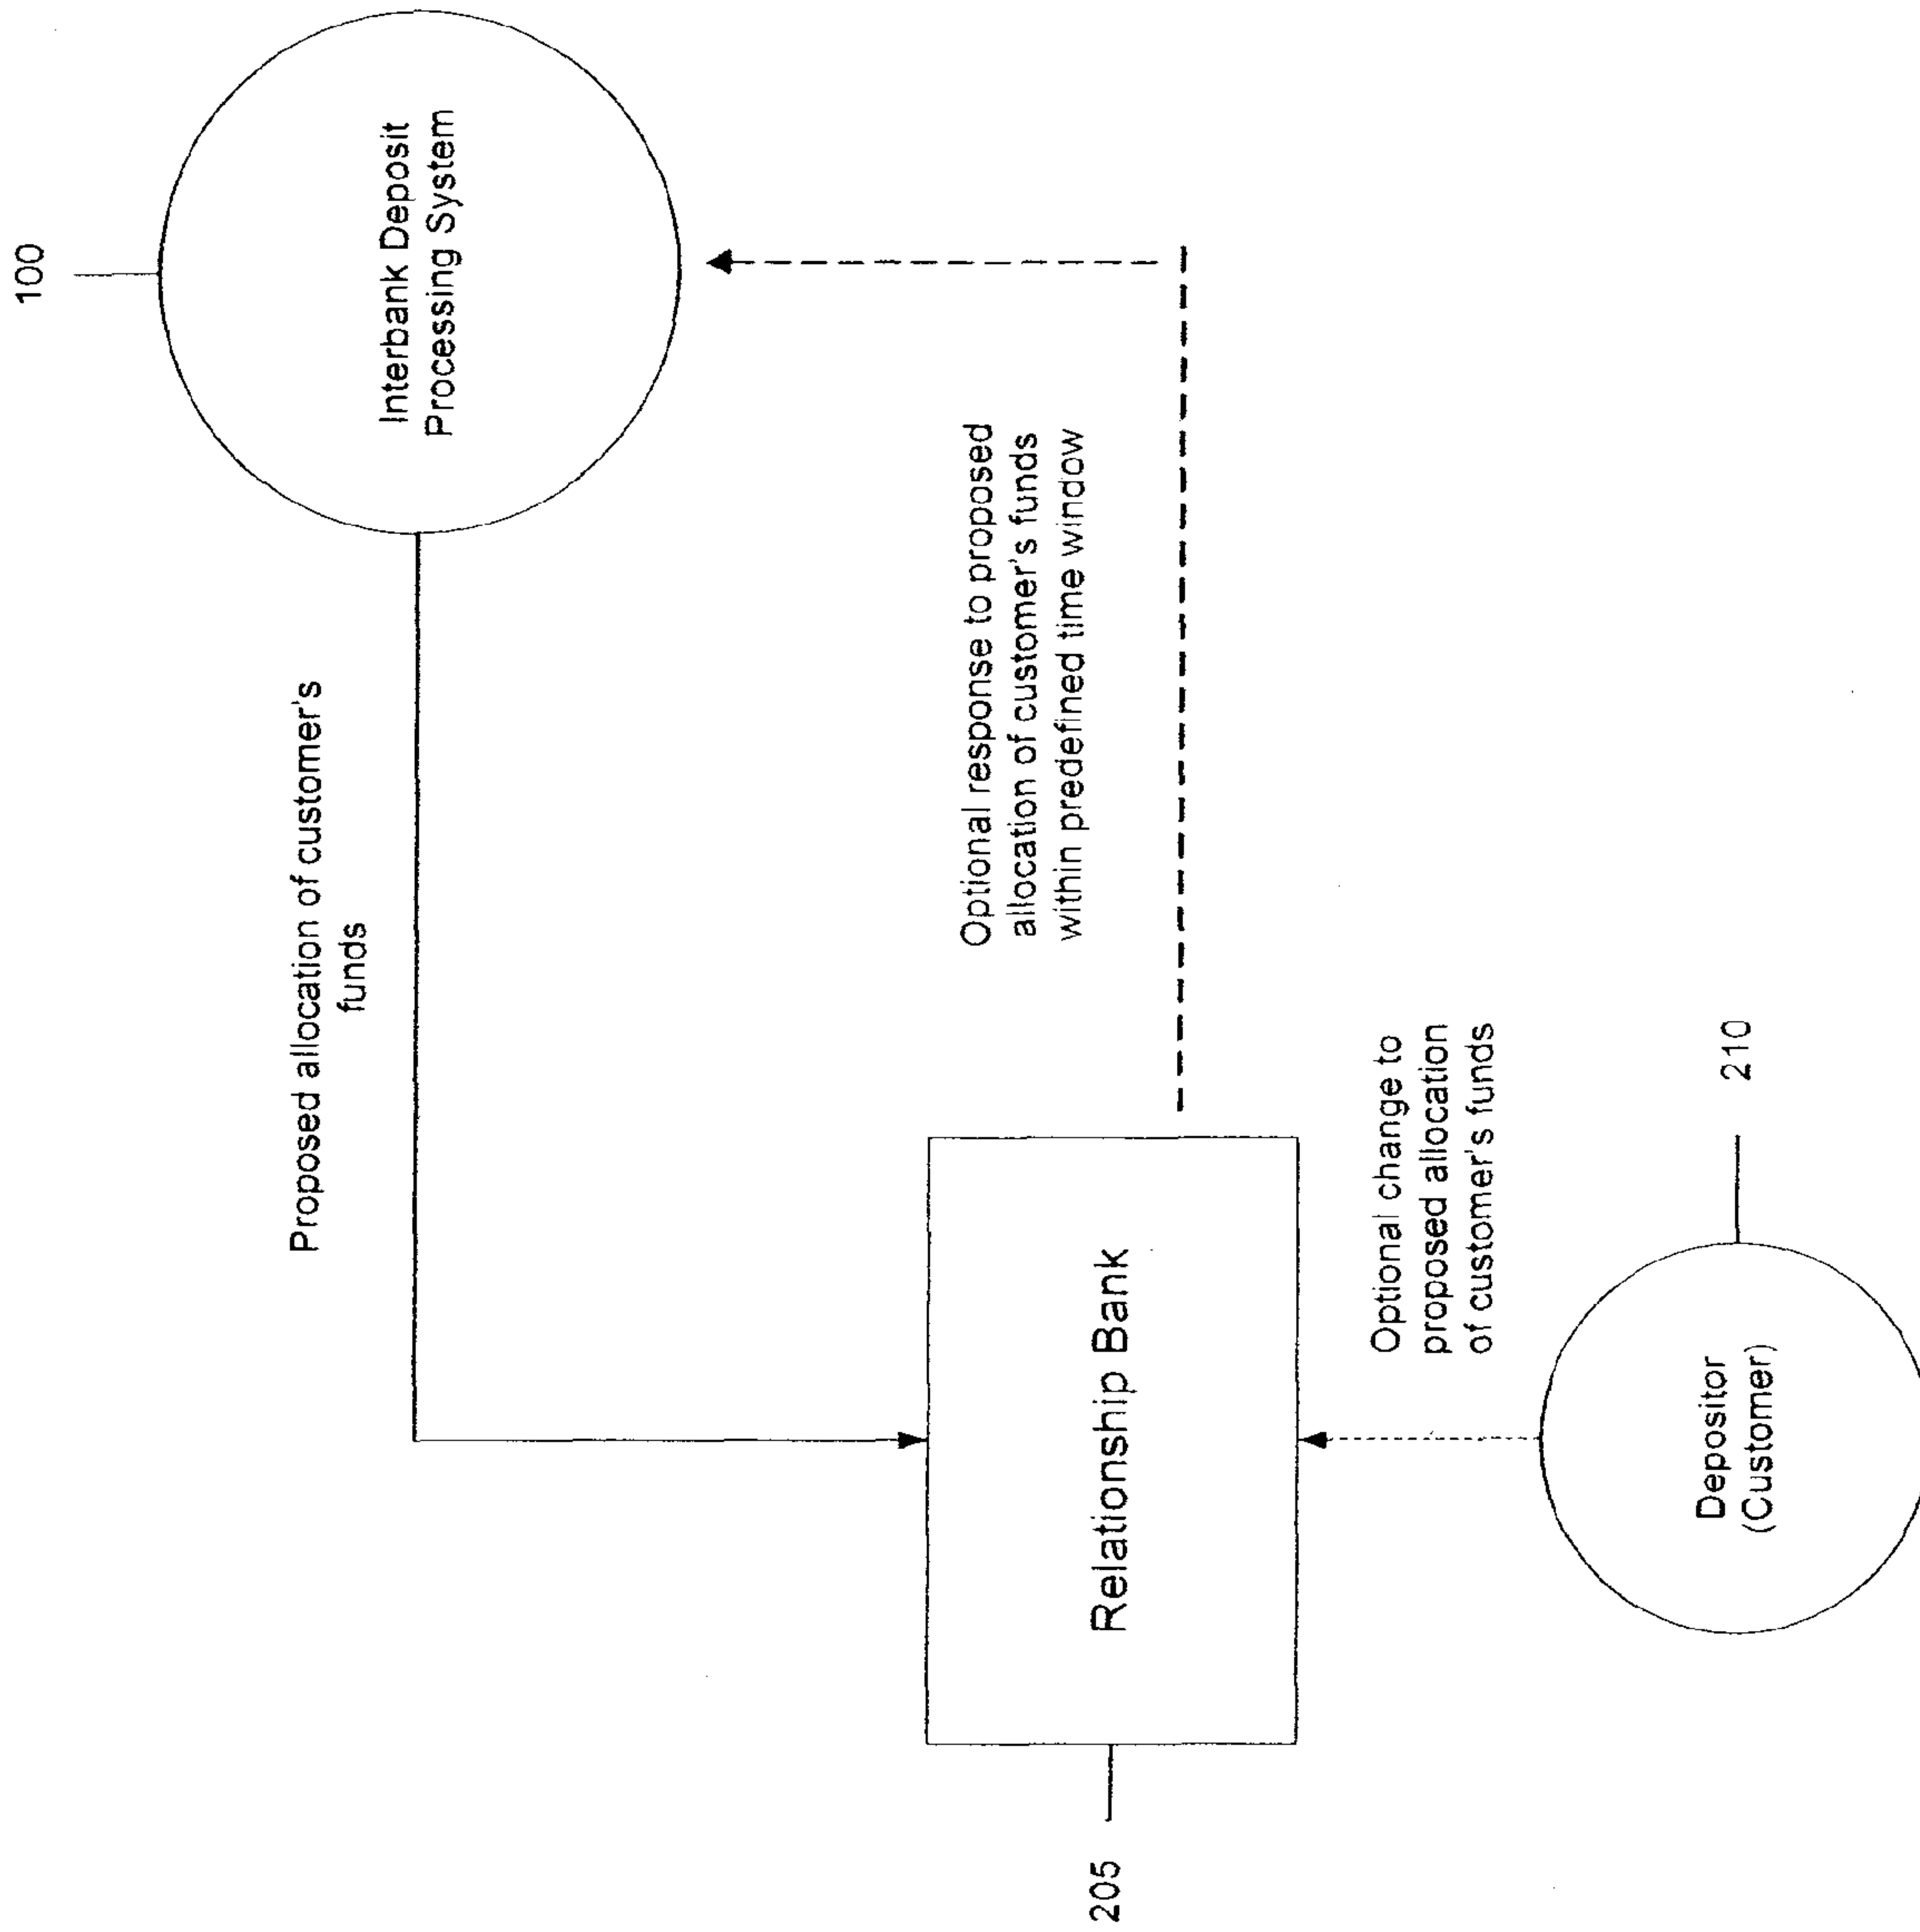 100
Interbank Deposit
Processing System
Proposed allocation of customer's
funds
Optional response to proposed
allocation of customer's funds
within predefined time window
205
Relationship Bank
Optional change to
proposed allocation
of customer's funds
210
Depositor
(Customer)